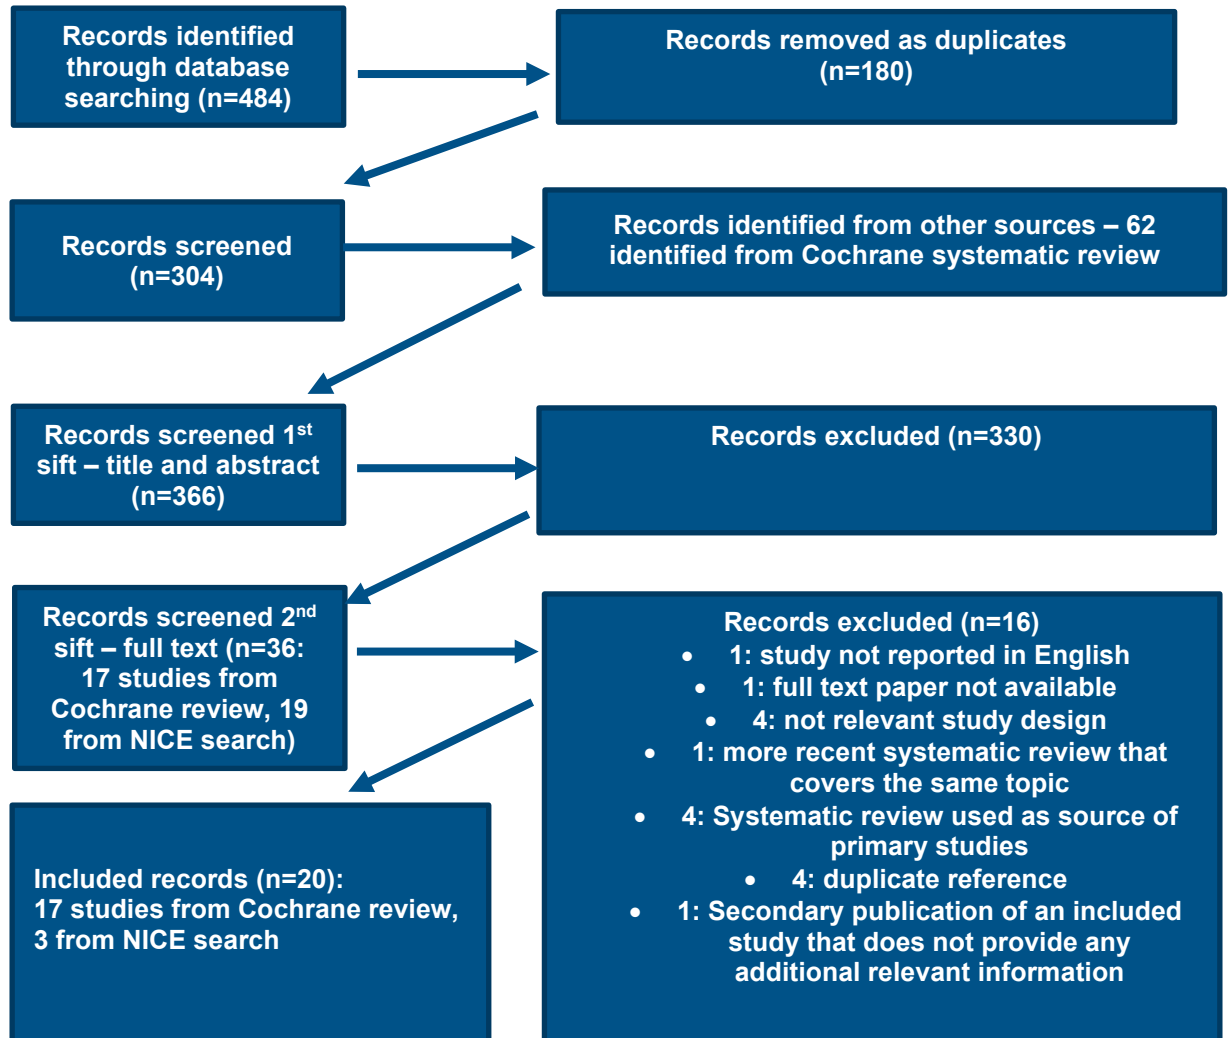 Records identified
through database
searching (n=484)
Records removed as duplicates
(n=180)
Records screened
(n=304)
Records identified from other sources – 62
identified from Cochrane systematic review
Records screened 1st
sift – title and abstract
(n=366)
Records excluded (n=330)
Records screened 2nd
sift – full text (n=36:
17 studies from
Cochrane review, 19
from NICE search)
Records excluded (n=16)
• 1: study not reported in English
• 1: full text paper not available
• 4: not relevant study design
• 1: more recent systematic review that
covers the same topic
• 4: Systematic review used as source of
primary studies
• 4: duplicate reference
• 1: Secondary publication of an included
study that does not provide any
additional relevant information
Included records (n=20):
17 studies from Cochrane review,
3 from NICE search